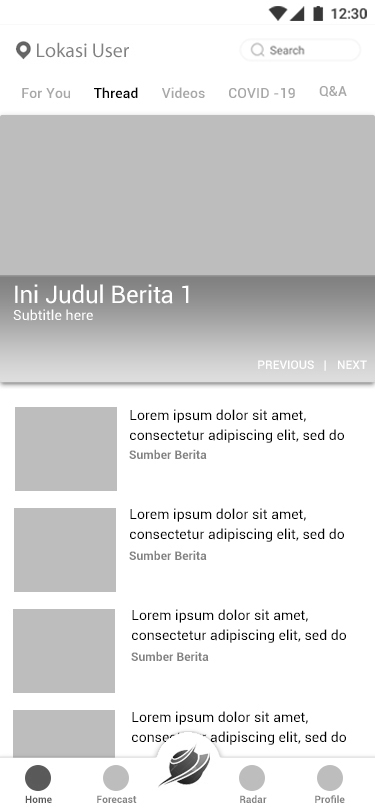 12:30
Lokasi User
Search
For You Thread Videos COVID -19 Q&A
Ini Judul Berita 1
Subtitle here
PREVIOUS | NEXT
Lorem ipsum dolor sit amet,
consectetur adipiscing elit, sed do
Sumber Berita
Lorem ipsum dolor sit amet,
consectetur adipiscing elit, sed do
Sumber Berita
Lorem ipsum dolor sit amet,
consectetur adipiscing elit, sed do
Sumber Berita
Lorem ipsum dolor sit amet,
consectetur adipiscing elit, sed do
Home Forecast Radar Profile